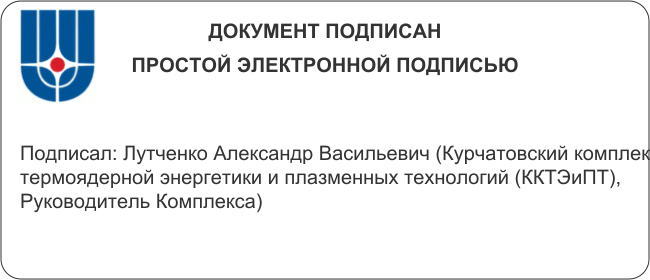 ДОКУМЕНТ ПОДПИСАН
ПРОСТОЙ ЭЛЕКТРОННОЙ ПОДПИСЬЮ
Подписал: Лутченко Александр Васильевич (Курчатовский комплек
термоядерной энергетики и плазменных технологий (ККТЭиПТ),
Руководитель Комплекса)